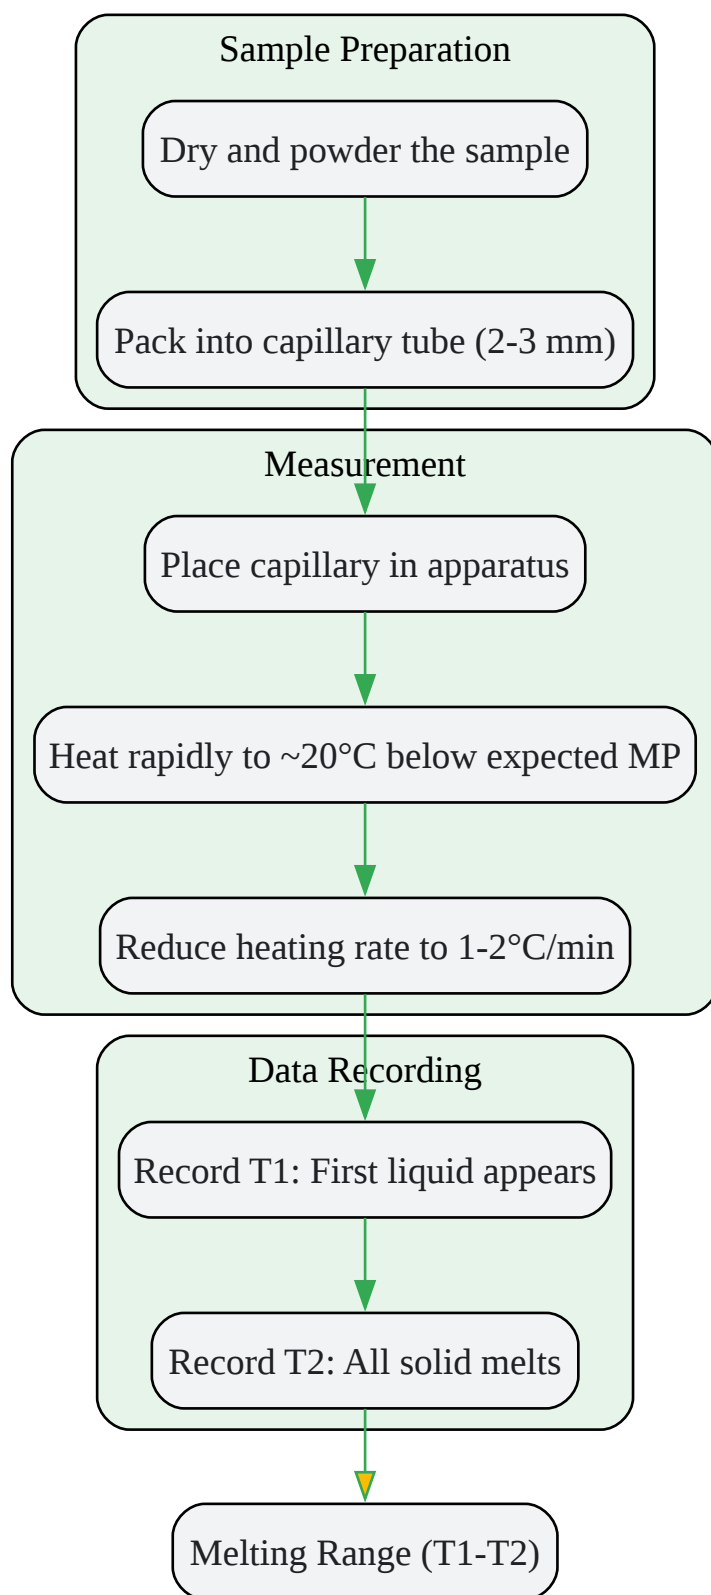 Sample Preparation
Dry and powder the sample
Pack into capillary tube (2-3 mm)
Measurement
Place capillary in apparatus
Heat rapidly to ~20°C below expected MP
Reduce heating rate to 1-2°C/min
Data Recording
Record T1: First liquid appears
Record T2: All solid melts
Melting Range (T1-T2)